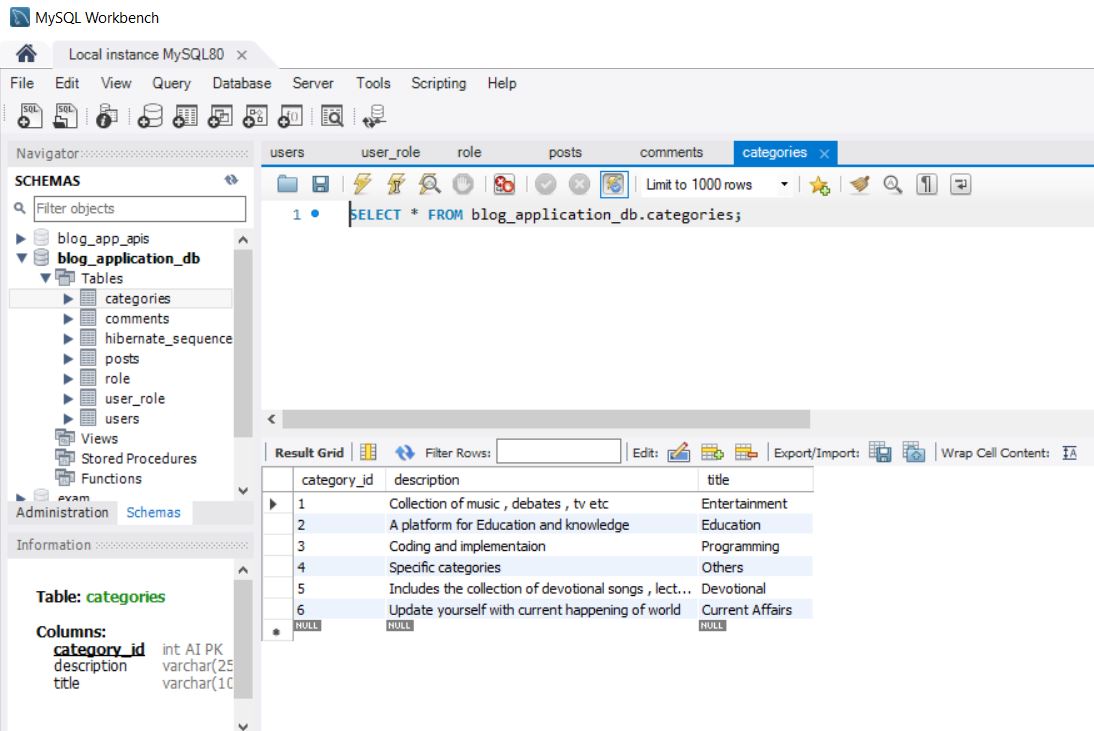 MySQL Workbench
Local instance MySQL80
File Edit View Query Database Server Tools Scripting Help
Navigator
SCHEMAS
Filter objects
blog_app_apis
blog_application_db
Tables
categories
comments
hibernate_sequence
posts
role
user_role
users
Views
Stored Procedures
Functions
exam
Administration Schemas
Information
Table: categories
Columns:
category_id int AI PK
description varchar(25
title varchar(10
users user_role role posts comments categories
Limit to 1000 rows
1 SELECT * FROM blog_application_db.categories;
Result Grid Filter Rows: Edit: Export/Import: Wrap Cell Content:
category_id description title
1 Collection of music , debates , tv etc Entertainment
2 A platform for Education and knowledge Education
3 Coding and implementaion Programming
4 Specific categories Others
5 Includes the collection of devotional songs , lect... Devotional
6 Update yourself with current happening of world Current Affairs
NULL NULL NULL